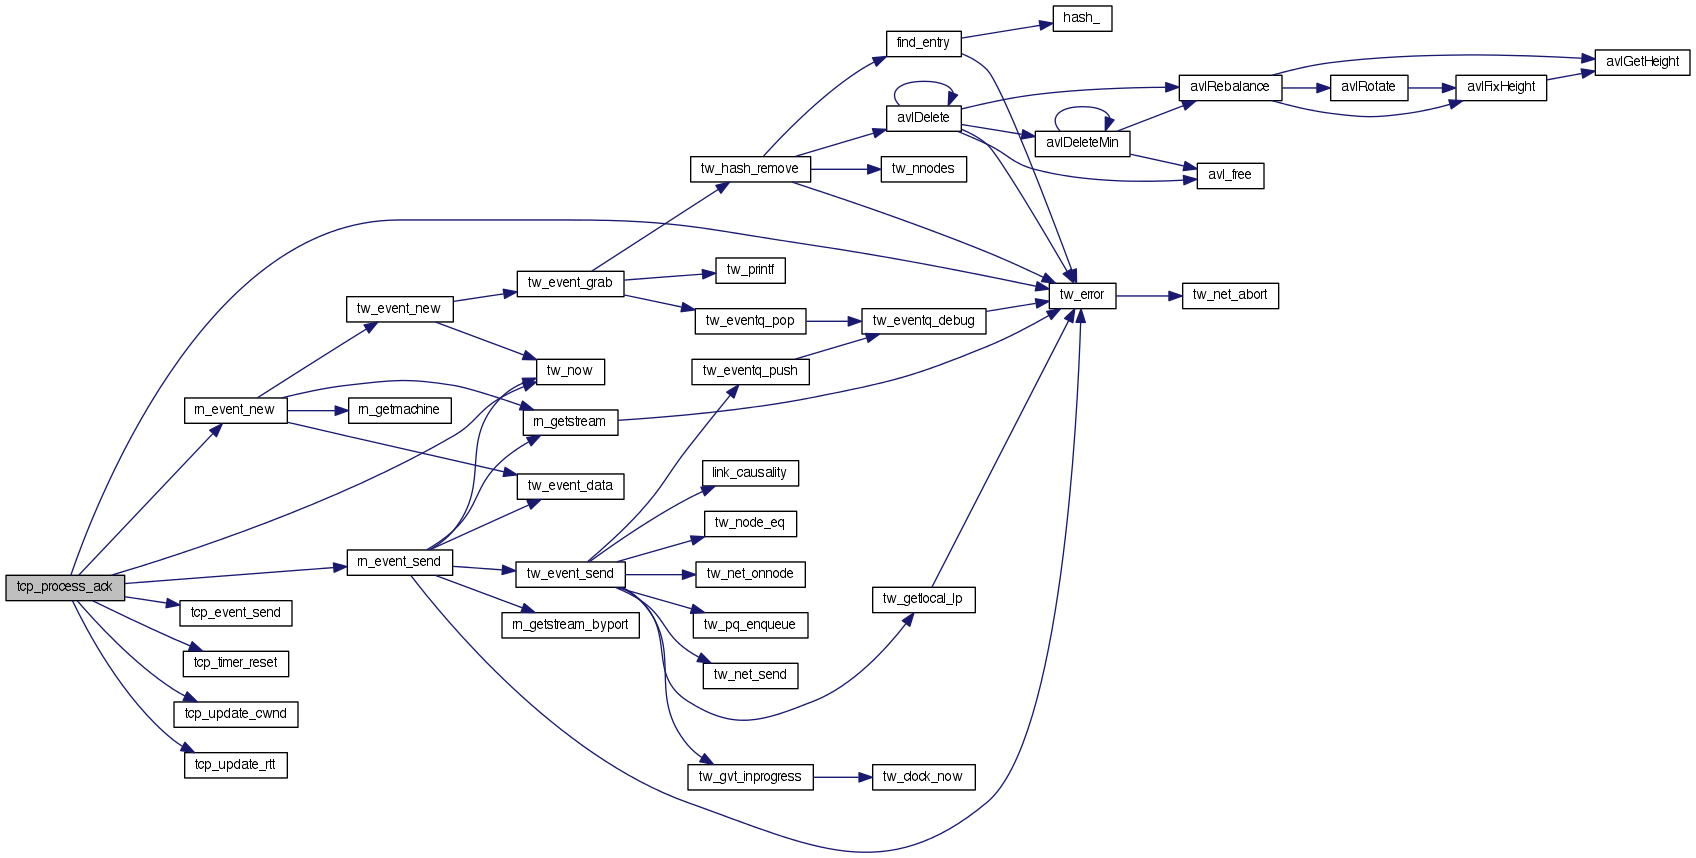 hash_
find_entry
avlGetHeight
avlRebalance
avlRotate
avlFixHeight
avlDelete
avlDeleteMin
tw_hash_remove
tw_nnodes
avl_free
tw_event_grab
tw_printf
tw_error
tw_net_abort
tw_event_new
tw_eventq_pop
tw_eventq_debug
tw_now
tw_eventq_push
rn_event_new
rn_getmachine
rn_getstream
link_causality
tw_event_data
tw_node_eq
rn_event_send
tw_event_send
tw_net_onnode
tcp_process_ack
tw_getlocal_lp
tcp_event_send
rn_getstream_byport
tw_pq_enqueue
tcp_timer_reset
tw_net_send
tcp_update_cwnd
tcp_update_rtt
tw_gvt_inprogress
tw_clock_now